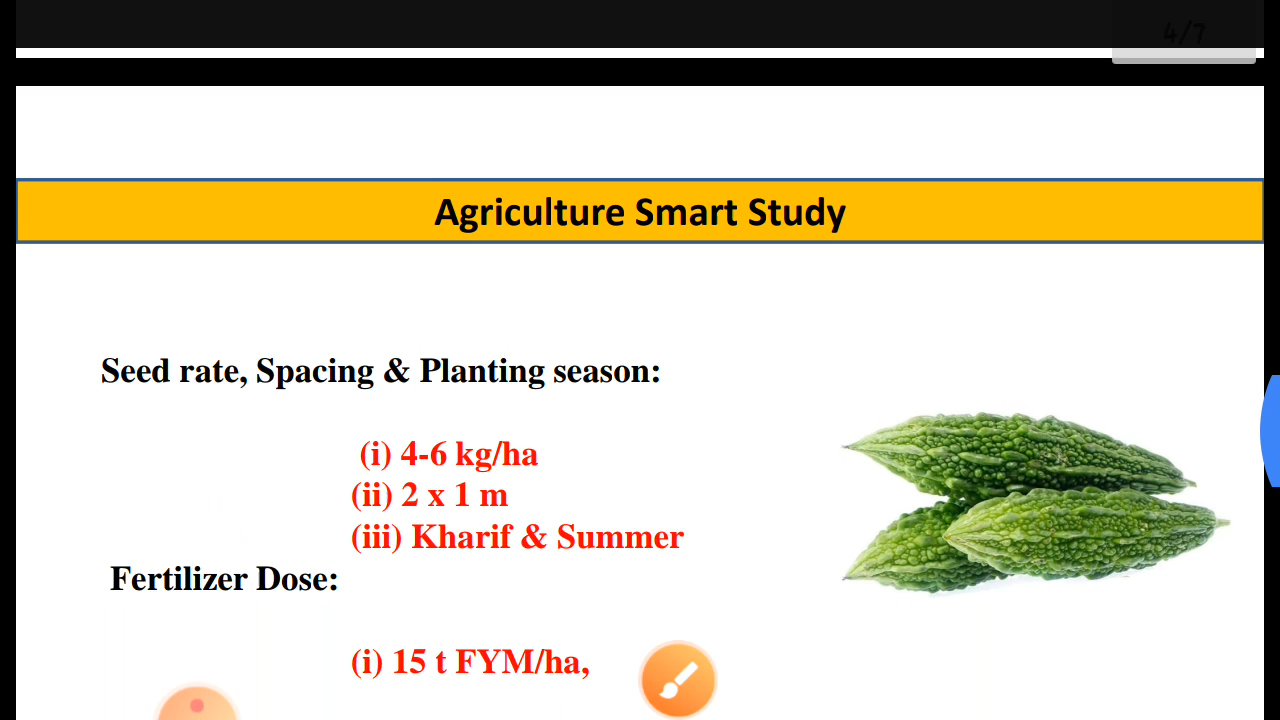 4/7
Agriculture Smart Study
Seed rate, Spacing & Planting season:
(i) 4-6 kg/ha
(ii) 2 x 1 m
(iii) Kharif & Summer
Fertilizer Dose:
(i) 15 t FYM/ha,